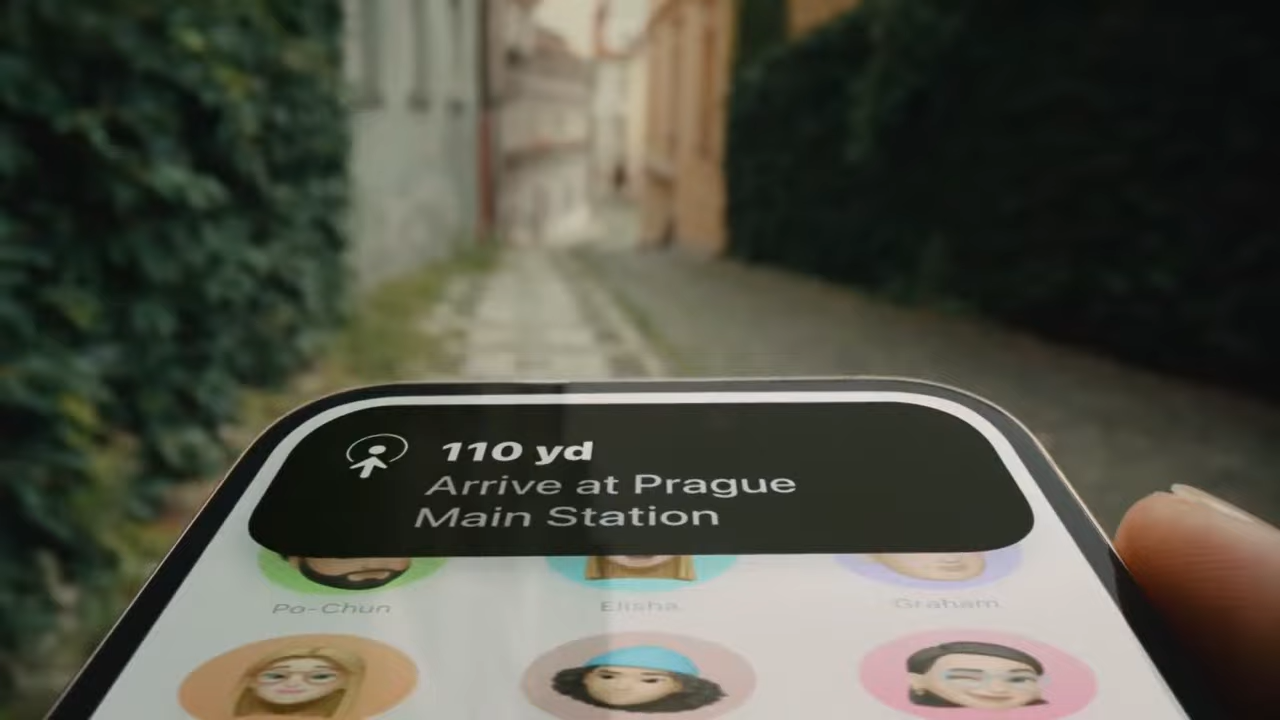 110 yd
Arrive at Prague
Main Station
Po-Chun
Elisha
Graham